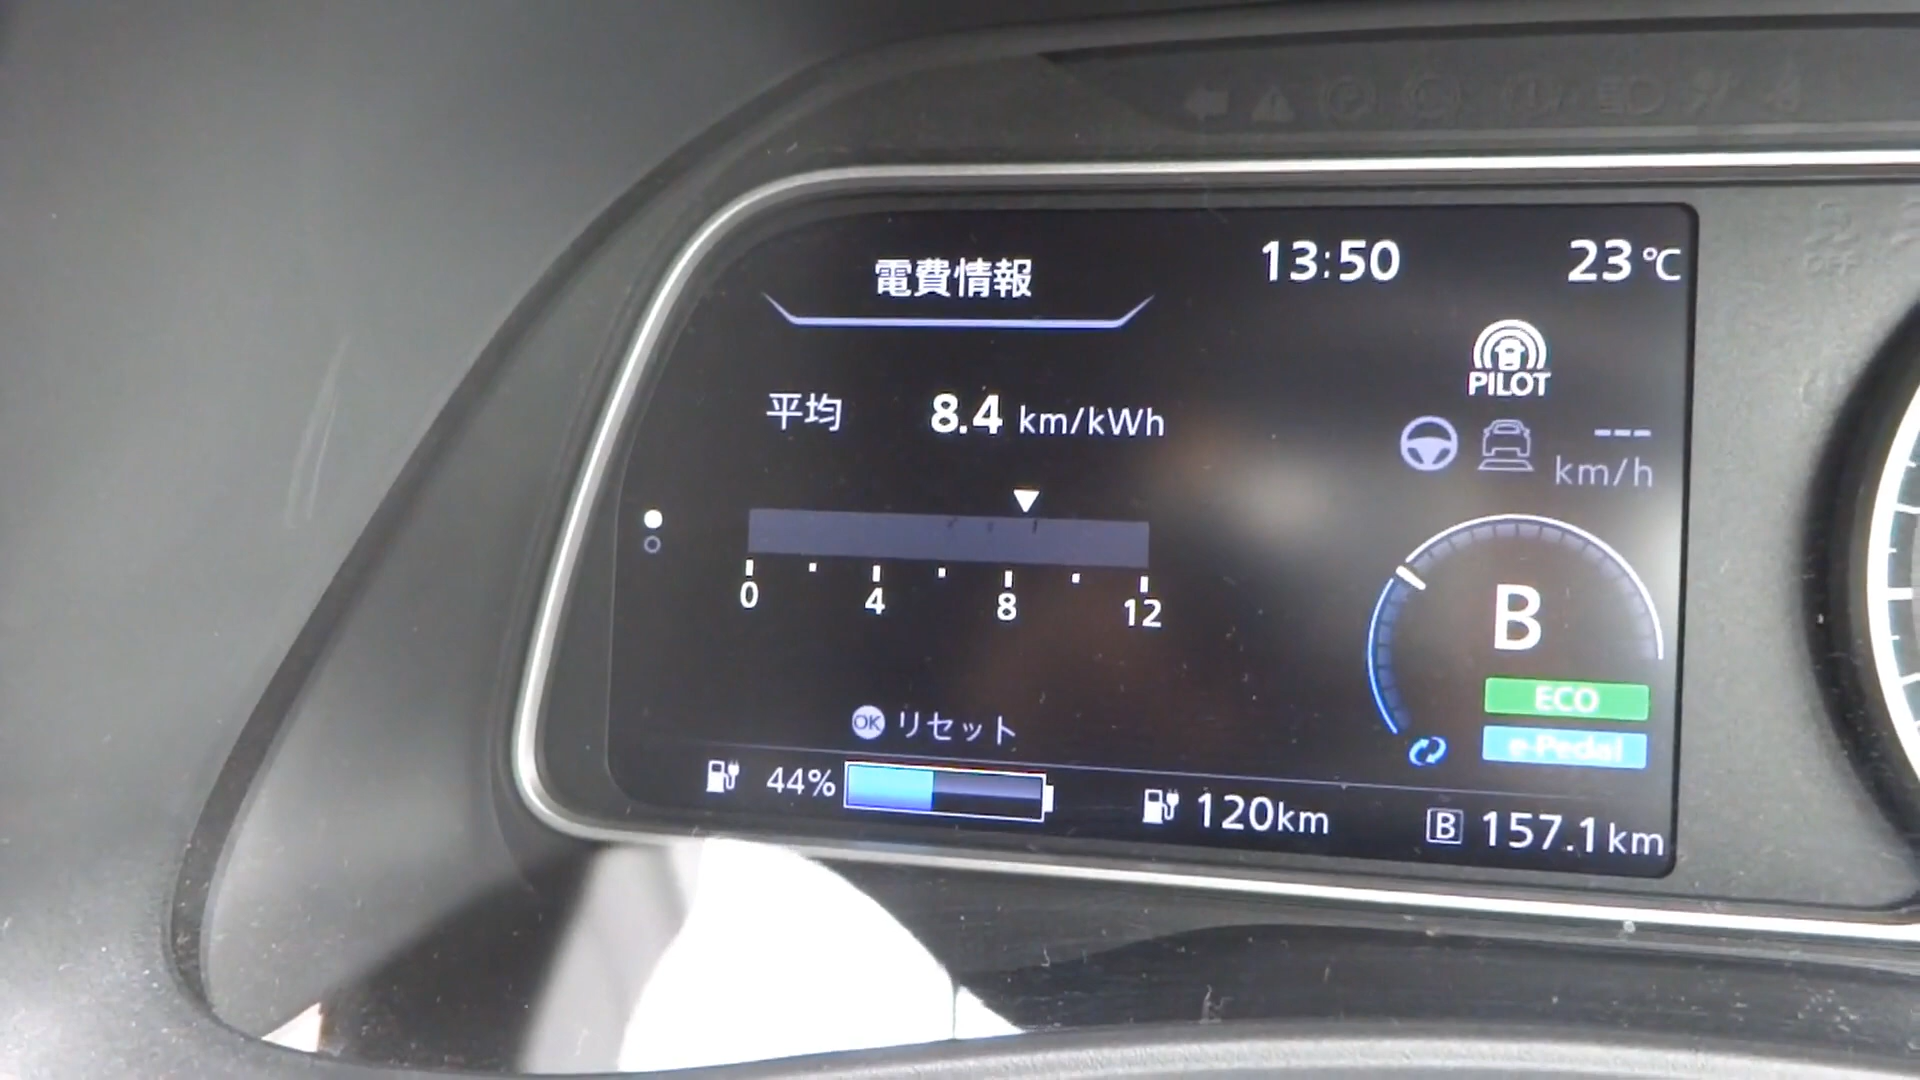 電費情報
13:50
23℃
PILOT
平均 8.4 km/kWh
---
km/h
0 4 8 12
B
ECO
e-Pedal
OK リセット
44%
120km
B 157.1km